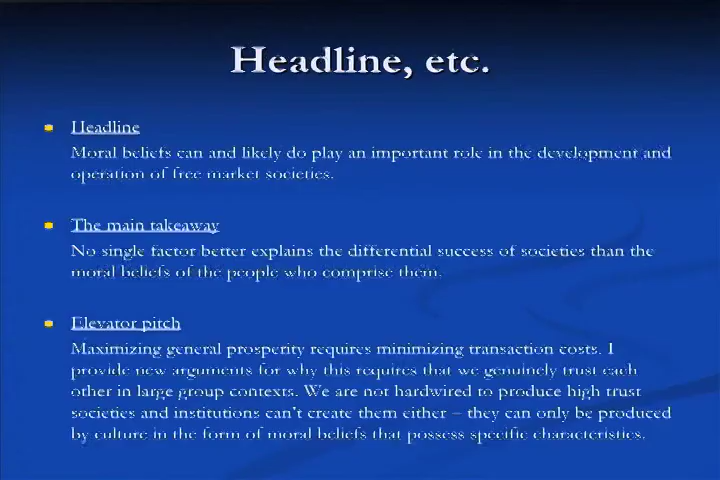 Headline, etc.
Headline
Moral beliefs can and likely do play an important role in the development and
operation of free market societies.
The main takeaway
No single factor better explains the differential success of societies than the
moral beliefs of the people who comprise them.
Elevator pitch
Maximizing general prosperity requires minimizing transaction costs. I
provide new arguments for why this requires that we genuinely trust each
other in large group contexts. We are not hardwired to produce high trust
societies and institutions can't create them either – they can only be produced
by culture in the form of moral beliefs that possess specific characteristics.